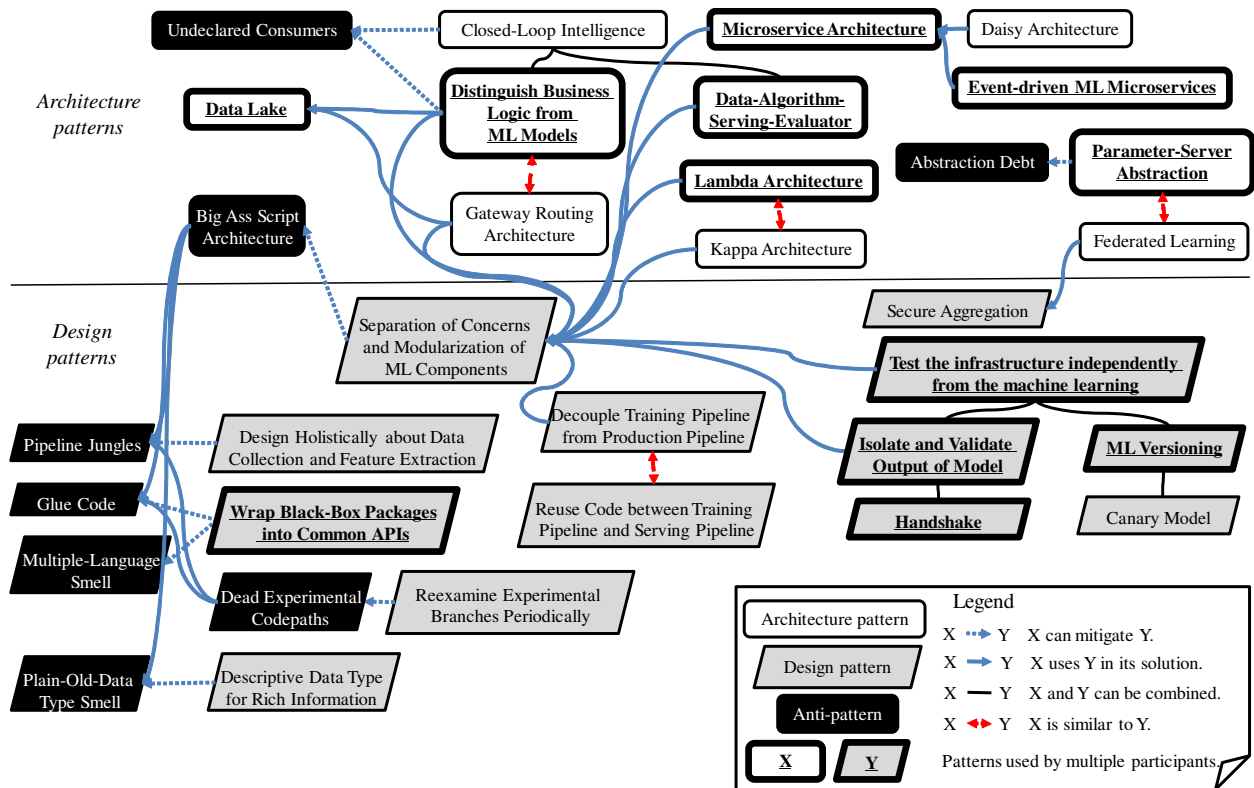 Undeclared Consumers
Closed-Loop Intelligence
Microservice Architecture
Daisy Architecture
Architecture
patterns
Data Lake
Distinguish Business
Logic from
ML Models
Data-Algorithm-
Serving-Evaluator
Event-driven ML Microservices
Abstraction Debt
Parameter-Server
Abstraction
Lambda Architecture
Big Ass Script
Architecture
Gateway Routing
Architecture
Kappa Architecture
Federated Learning
Design
patterns
Separation of Concerns
and Modularization of
ML Components
Secure Aggregation
Test the infrastructure independently
from the machine learning
Pipeline Jungles
Design Holistically about Data
Collection and Feature Extraction
Decouple Training Pipeline
from Production Pipeline
Isolate and Validate
Output of Model
ML Versioning
Glue Code
Wrap Black-Box Packages
into Common APIs
Reuse Code between Training
Pipeline and Serving Pipeline
Handshake
Canary Model
Multiple-Language
Smell
Dead Experimental
Codepaths
Reexamine Experimental
Branches Periodically
Plain-Old-Data
Type Smell
Descriptive Data Type
for Rich Information
Legend
Architecture pattern
X Y X can mitigate Y.
Design pattern
X Y X uses Y in its solution.
X Y X and Y can be combined.
Anti-pattern
X Y X is similar to Y.
X Y Patterns used by multiple participants.